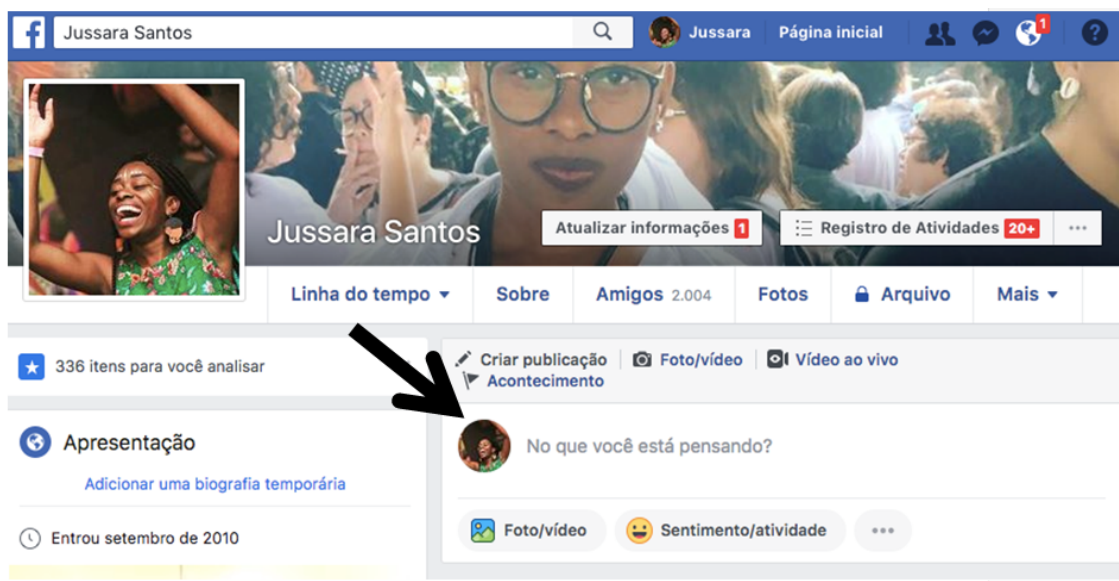 f Jussara Santos Jussara Página inicial 1 ?
Jussara Santos Atualizar informações 1 Registro de Atividades 20+ ...
Linha do tempo Sobre Amigos 2.004 Fotos Arquivo Mais
336 itens para você analisar
Criar publicação Foto/vídeo Vídeo ao vivo
Acontecimento
Apresentação
Adicionar uma biografia temporária
Entrou setembro de 2010
No que você está pensando?
Foto/vídeo Sentimento/atividade ...